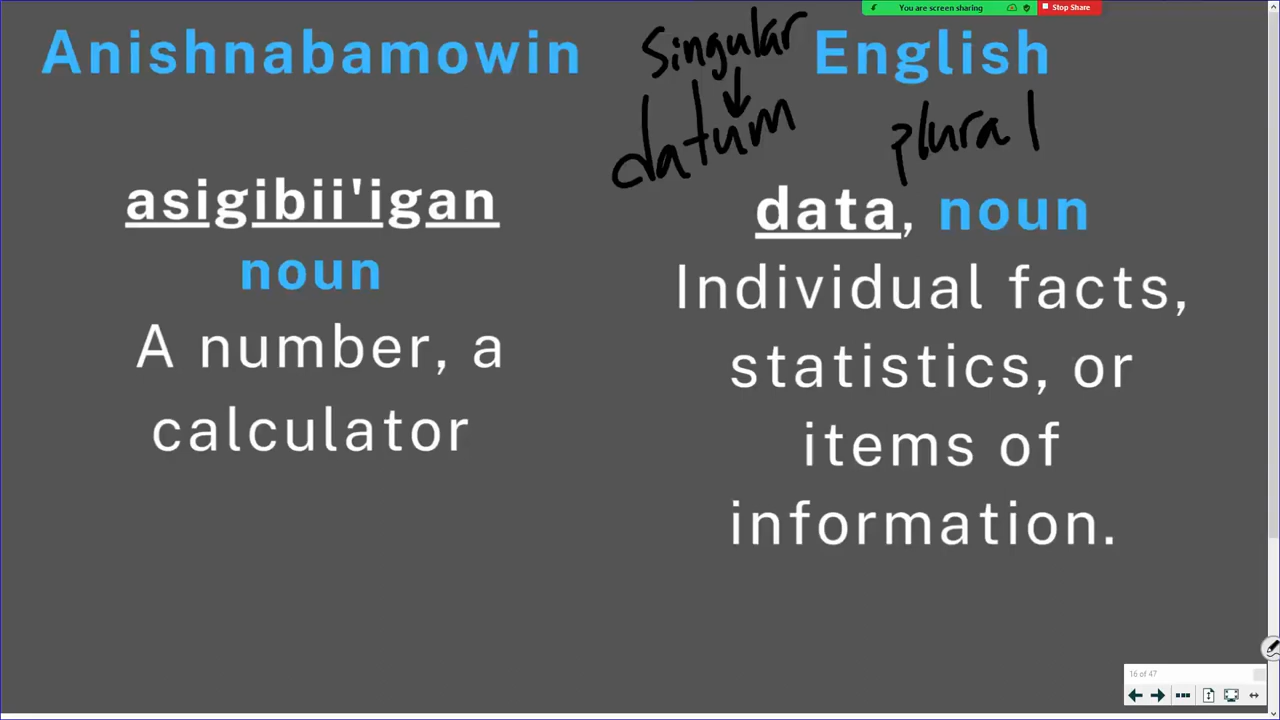 You are screen sharing
Stop Share
Anishnabamowin
singular
English
datum
plural
asigibii'igan
noun
A number, a
calculator
data, noun
Individual facts,
statistics, or
items of
information.
16 of 47